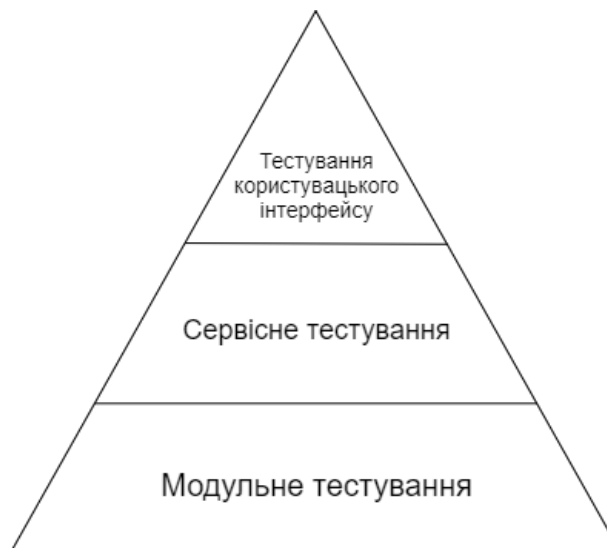 Тестування
користувацького
інтерфейсу
Сервісне тестування
Модульне тестування